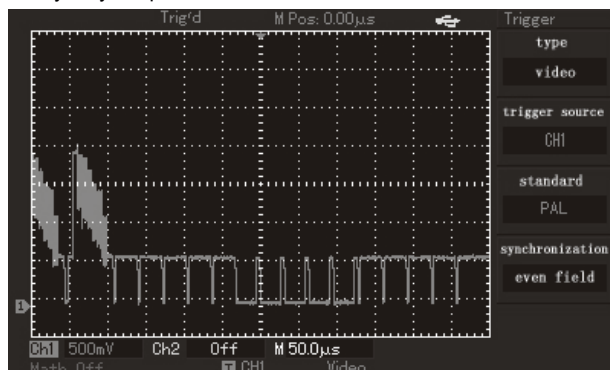 Trig'd M Pos: 0.00μs Trigger
type
video
trigger source
CH1
standard
PAL
synchronization
even field
1
Ch1 500mV Ch2 Off M 50.0μs
Math Off T CH1 Video